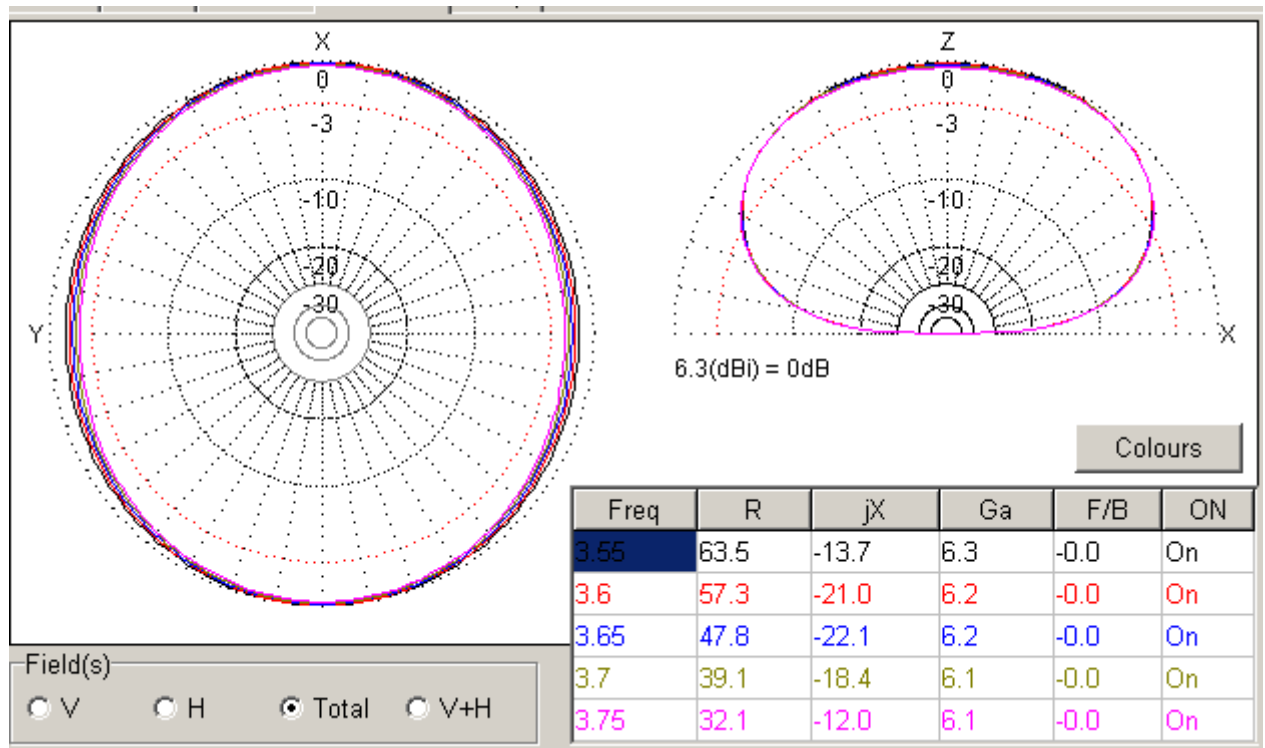 X
0
-3
-10
-20
-30
Y
Z
0
-3
-10
-20
-30
X
6.3(dBi) = 0dB
Colours
Freq R jX Ga F/B ON
3.55 63.5 -13.7 6.3 -0.0 On
3.6 57.3 -21.0 6.2 -0.0 On
3.65 47.8 -22.1 6.2 -0.0 On
3.7 39.1 -18.4 6.1 -0.0 On
3.75 32.1 -12.0 6.1 -0.0 On
Field(s)
V H Total V+H